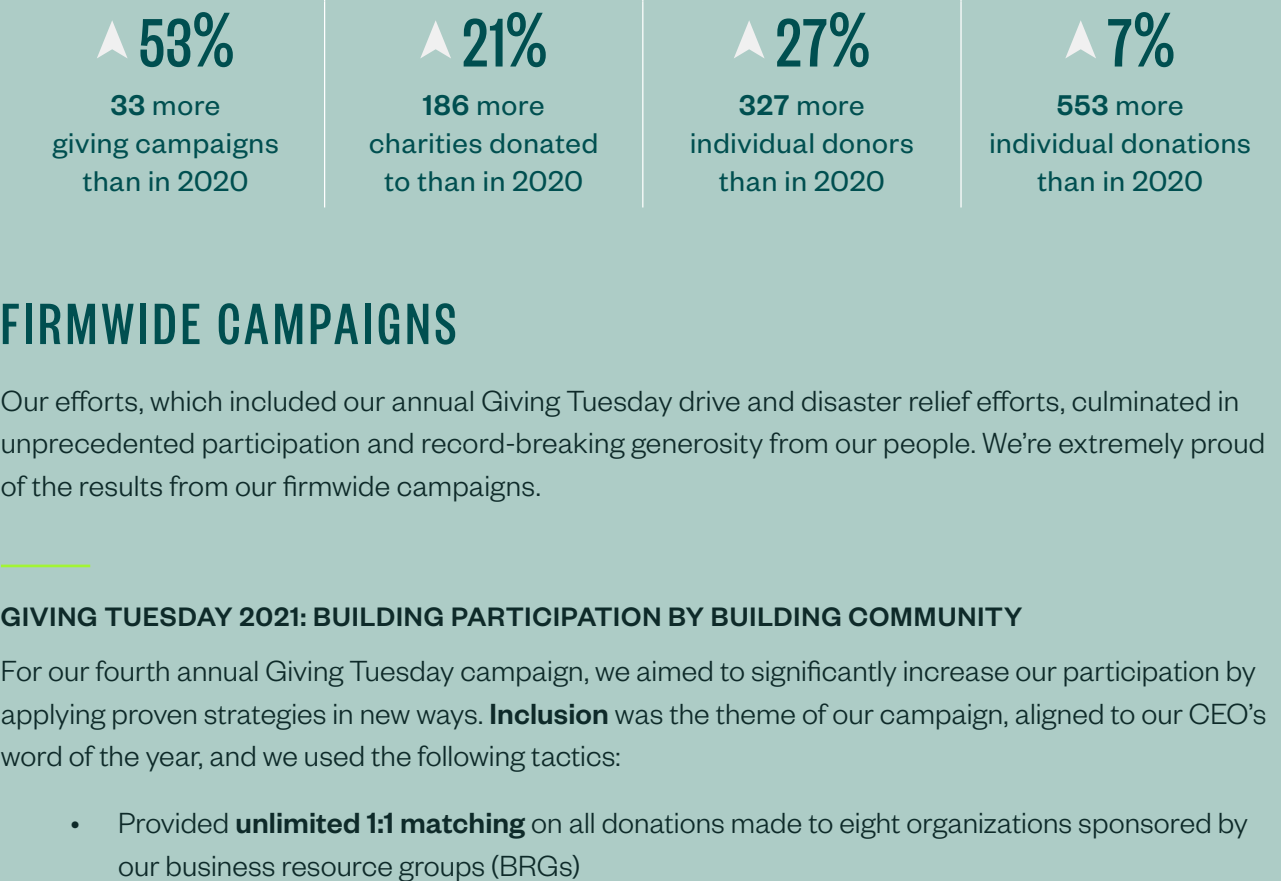 53%
33 more
giving campaigns
than in 2020
21%
186 more
charities donated
to than in 2020
27%
327 more
individual donors
than in 2020
7%
553 more
individual donations
than in 2020
FIRMWIDE CAMPAIGNS
Our efforts, which included our annual Giving Tuesday drive and disaster relief efforts, culminated in
unprecedented participation and record-breaking generosity from our people. We’re extremely proud
of the results from our firmwide campaigns.
GIVING TUESDAY 2021: BUILDING PARTICIPATION BY BUILDING COMMUNITY
For our fourth annual Giving Tuesday campaign, we aimed to significantly increase our participation by
applying proven strategies in new ways. Inclusion was the theme of our campaign, aligned to our CEO’s
word of the year, and we used the following tactics:
• Provided unlimited 1:1 matching on all donations made to eight organizations sponsored by
our business resource groups (BRGs)